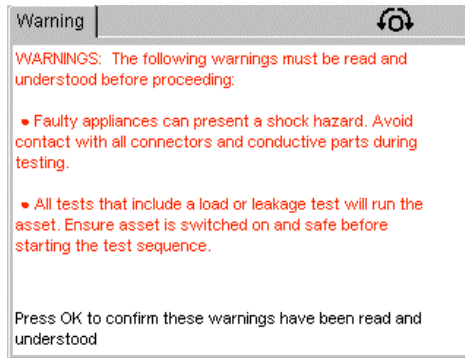 Warning
WARNINGS: The following warnings must be read and
understood before proceeding:
• Faulty appliances can present a shock hazard. Avoid
contact with all connectors and conductive parts during
testing.
• All tests that include a load or leakage test will run the
asset. Ensure asset is switched on and safe before
starting the test sequence.
Press OK to confirm these warnings have been read and
understood